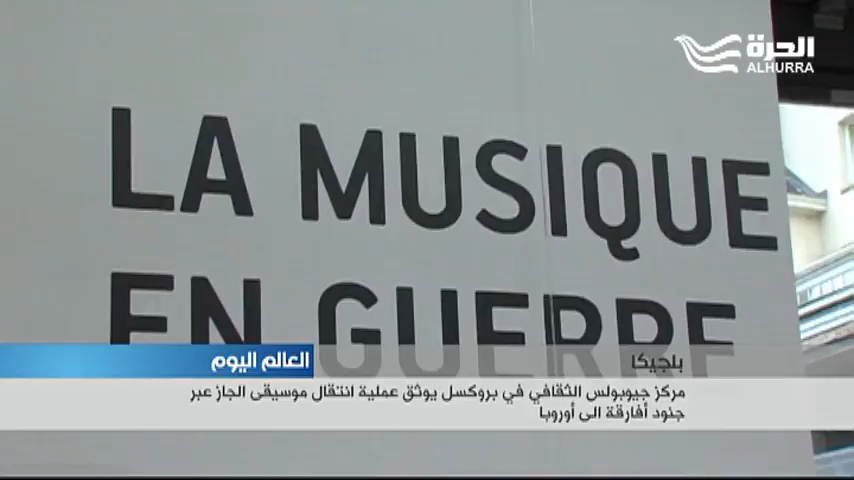 الحرة
ALHURRA
LA MUSIQUE
EN GUERRE
بلجيكا
العالم اليوم
مركز جيوبولس الثقافي في بروكسل يوثق عملية انتقال موسيقى الجاز عبر
جنود أفارقة الى أوروبا